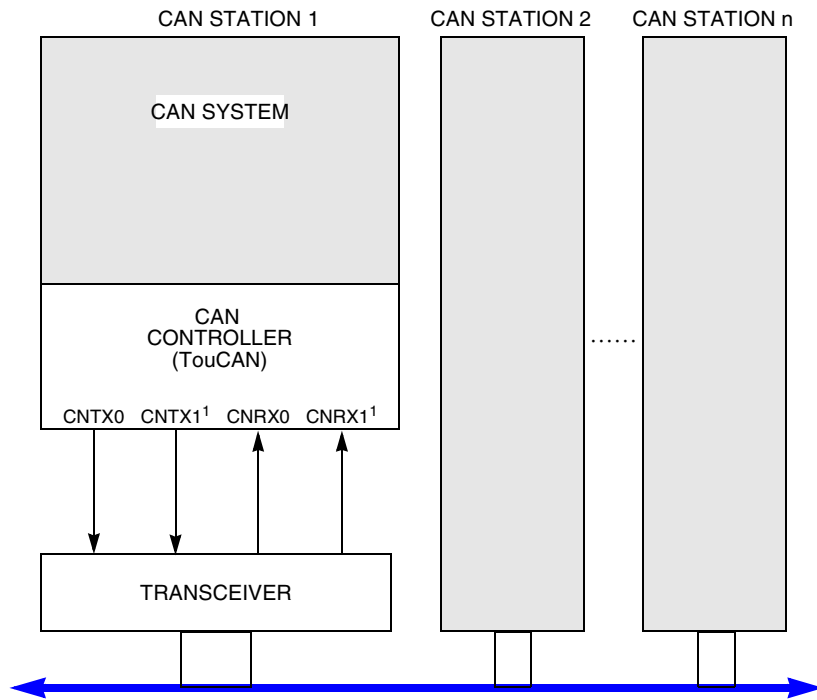 CAN STATION 1
CAN STATION 2
CAN STATION n
CAN SYSTEM
CAN
CONTROLLER
(TouCAN)
......
CNTX0
CNTX1¹
CNRX0
CNRX1¹
TRANSCEIVER